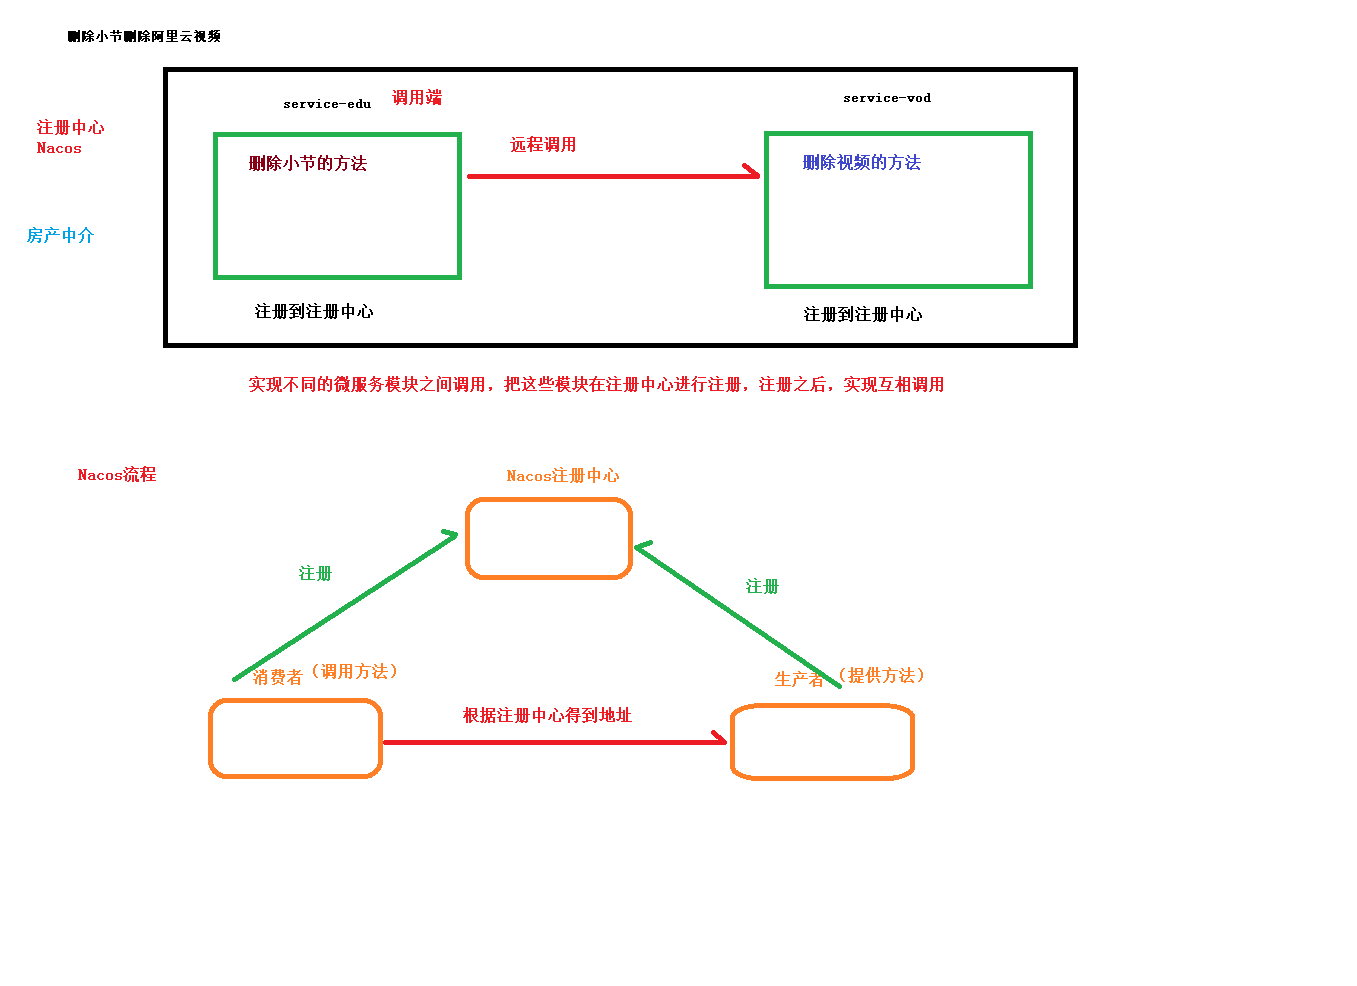 删除小节删除阿里云视频
service-edu
调用端
service-vod
注册中心
Nacos
远程调用
删除小节的方法
删除视频的方法
房产中介
注册到注册中心
注册到注册中心
实现不同的微服务模块之间调用，把这些模块在注册中心进行注册，注册之后，实现互相调用
Nacos流程
Nacos注册中心
注册
注册
消费者（调用方法）
生产者（提供方法）
根据注册中心得到地址